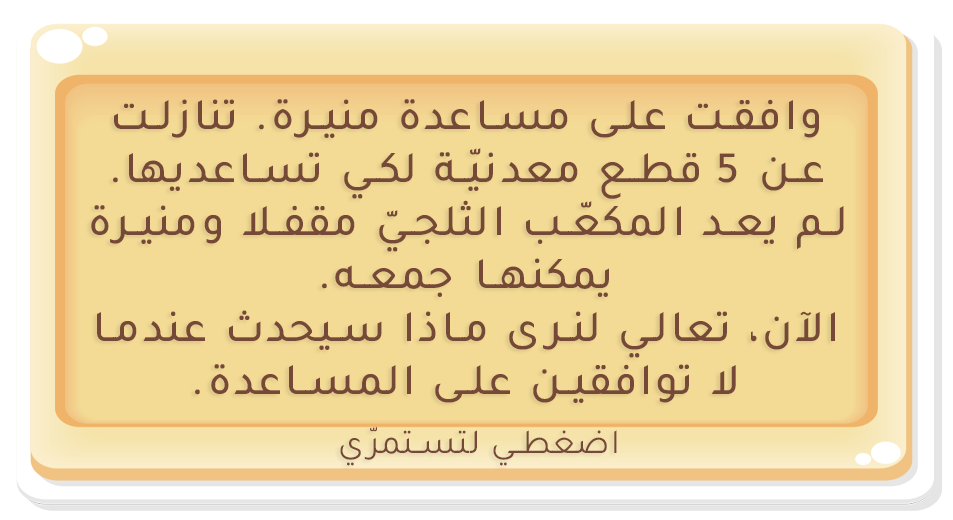 وافقت على مساعدة منيرة. تنازلت
عن 5 قطع معدنيّة لكي تساعديها.
لم يعد المكعّب الثلجيّ مقفلا ومنيرة
يمكنها جمعه.
الآن، تعالي لنرى ماذا سيحدث عندما
لا توافقين على المساعدة.
اضغطي لتستمرّي